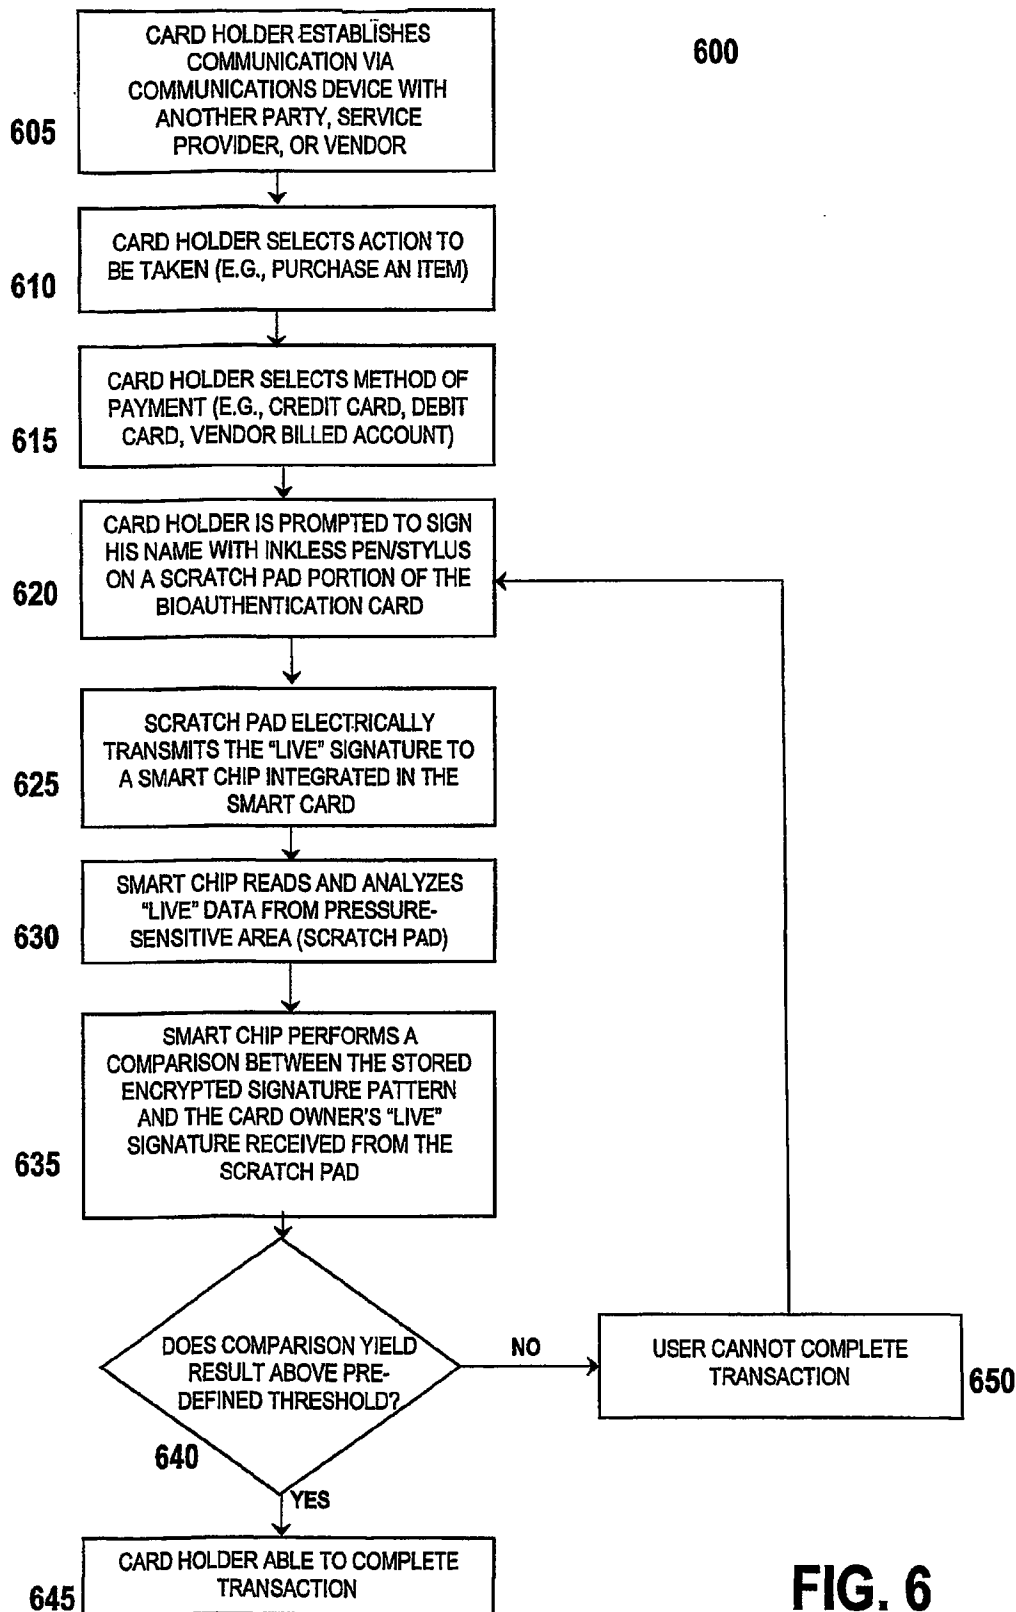 CARD HOLDER ESTABLISHES
COMMUNICATION VIA
COMMUNICATIONS DEVICE WITH
ANOTHER PARTY, SERVICE
PROVIDER, OR VENDOR
605
600
CARD HOLDER SELECTS ACTION TO
BE TAKEN (E.G., PURCHASE AN ITEM)
610
CARD HOLDER SELECTS METHOD OF
PAYMENT (E.G., CREDIT CARD, DEBIT
CARD, VENDOR BILLED ACCOUNT)
615
CARD HOLDER IS PROMPTED TO SIGN
HIS NAME WITH INKLESS PEN/STYLUS
ON A SCRATCH PAD PORTION OF THE
BIOAUTHENTICATION CARD
620
SCRATCH PAD ELECTRICALLY
TRANSMITS THE "LIVE" SIGNATURE TO
A SMART CHIP INTEGRATED IN THE
SMART CARD
625
SMART CHIP READS AND ANALYZES
"LIVE" DATA FROM PRESSURE-
SENSITIVE AREA (SCRATCH PAD)
630
SMART CHIP PERFORMS A
COMPARISON BETWEEN THE STORED
ENCRYPTED SIGNATURE PATTERN
AND THE CARD OWNER'S "LIVE"
SIGNATURE RECEIVED FROM THE
SCRATCH PAD
635
DOES COMPARISON YIELD
RESULT ABOVE PRE-
DEFINED THRESHOLD?
640
NO
USER CANNOT COMPLETE
TRANSACTION
650
YES
CARD HOLDER ABLE TO COMPLETE
TRANSACTION
645
FIG. 6